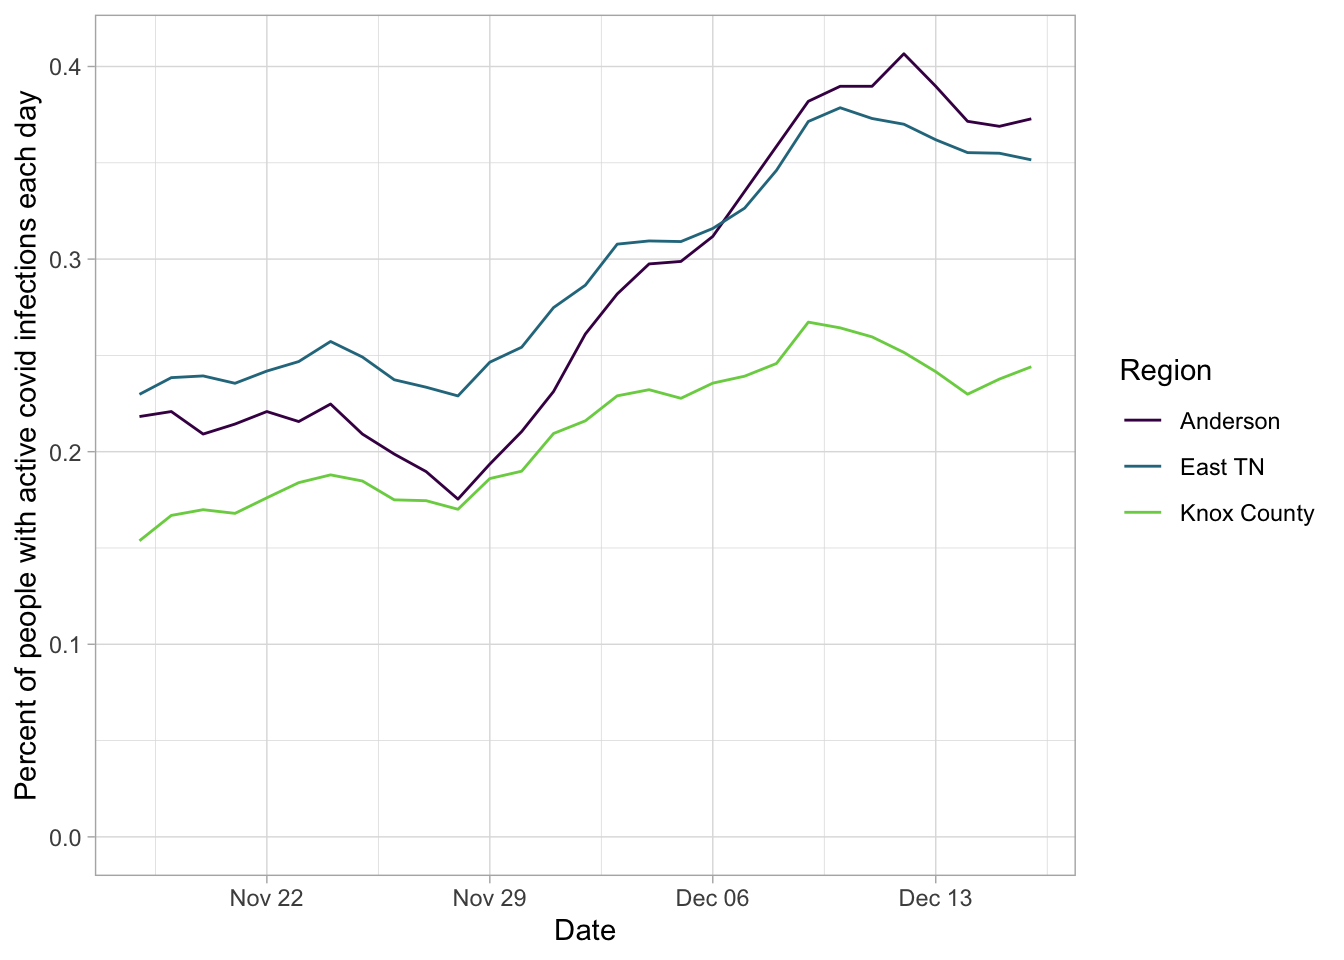 Percent of people with active covid infections each day
0.4
0.3
0.2
0.1
0.0
Nov 22
Nov 29
Dec 06
Dec 13
Date
Region
Anderson
East TN
Knox County